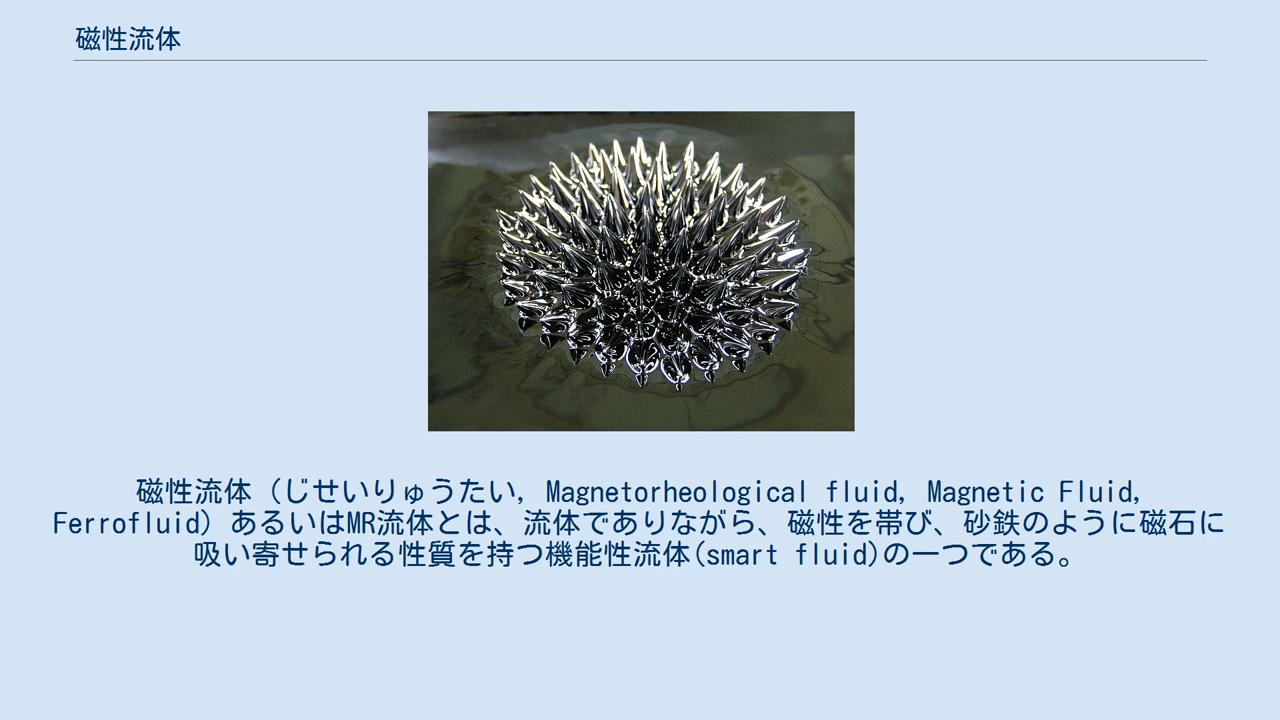 磁性流体
磁性流体（じせいりゅうたい, Magnetorheological fluid, Magnetic Fluid,
Ferrofluid）あるいはMR流体とは、流体でありながら、磁性を帯び、砂鉄のように磁石に
吸い寄せられる性質を持つ機能性流体(smart fluid)の一つである。